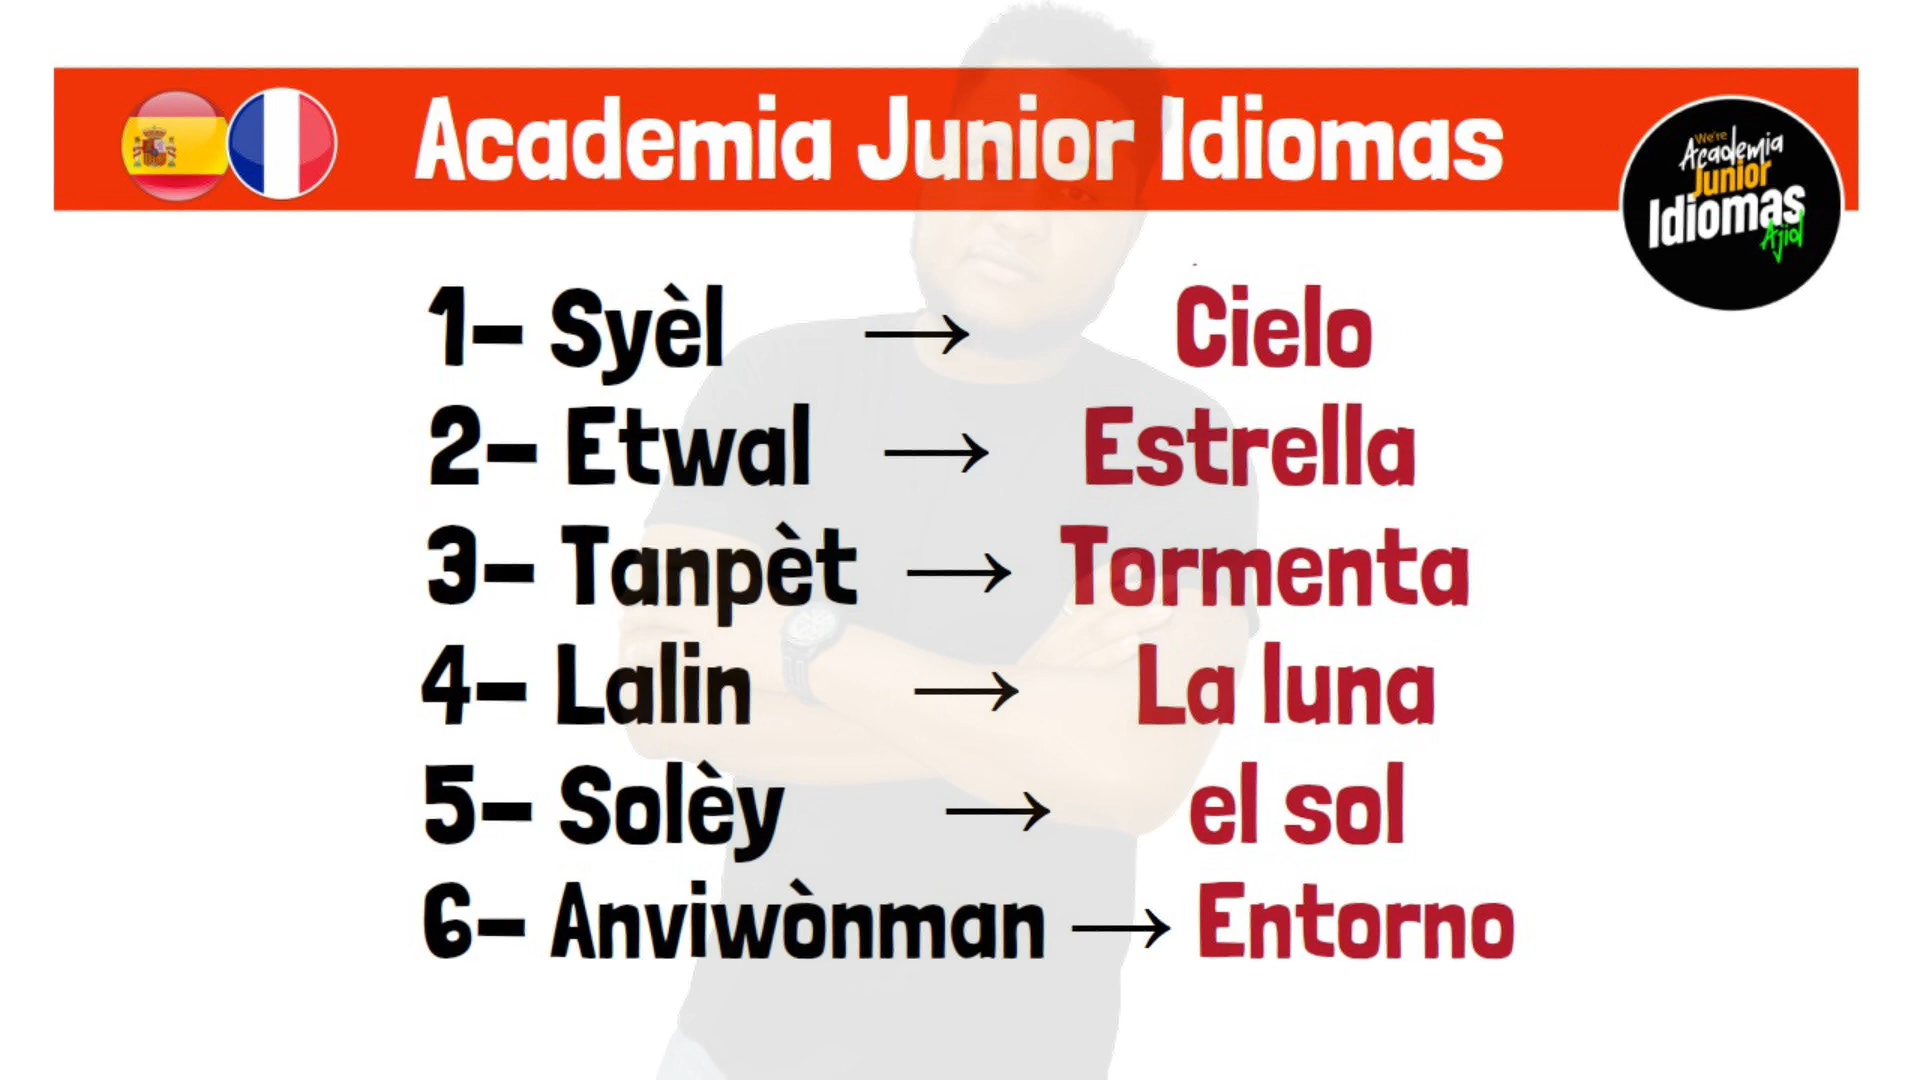 Academia Junior Idiomas
We're
Academia
Junior
Idiomas
Ajid
1- Syèl → Cielo
2- Etwal → Estrella
3- Tanpèt → Tormenta
4- Lalin → La luna
5- Solèy → el sol
6- Anviwònman → Entorno